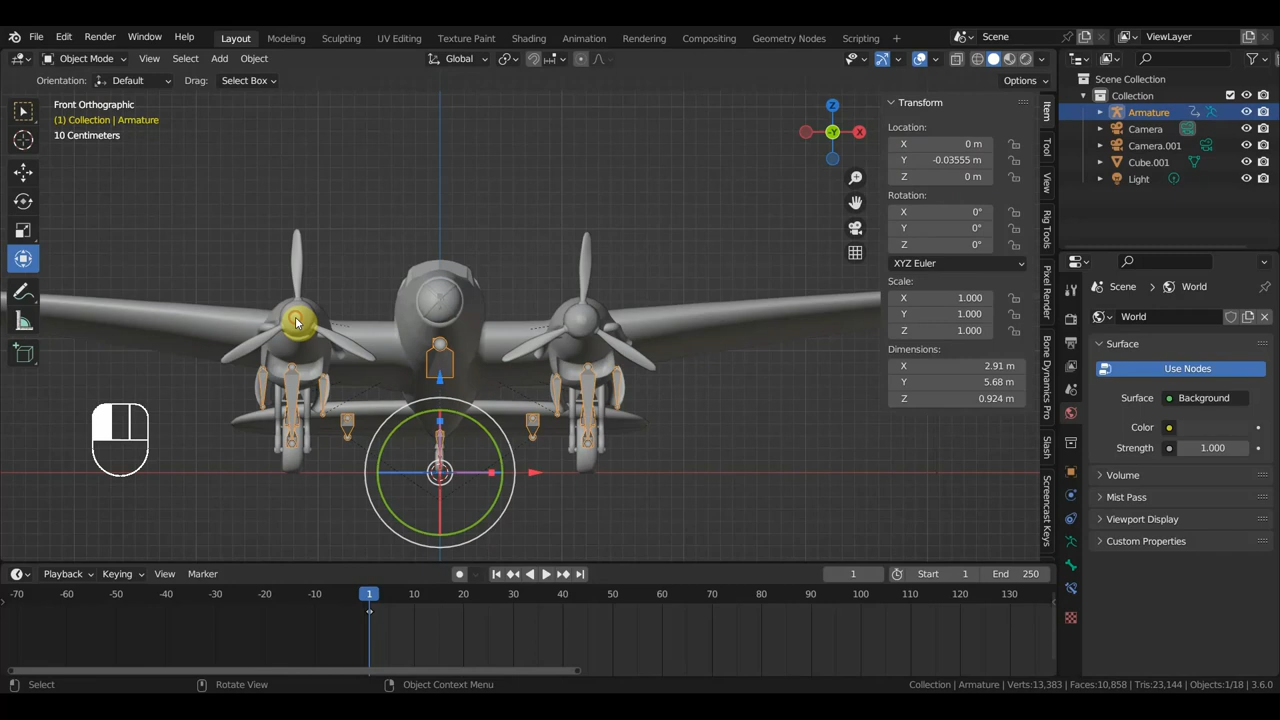 File Edit Render Window Help Layout Modeling Sculpting UV Editing Texture Paint Shading Animation Rendering Compositing Geometry Nodes Scripting + Scene ViewLayer
Object Mode View Select Add Object Global Options
Orientation: Default Drag: Select Box
Front Orthographic
(1) Collection | Armature
10 Centimeters
Z
X
-Y
Transform
Location:
X 0 m
Y -0.03555 m
Z 0 m
Rotation:
X 0°
Y 0°
Z 0°
XYZ Euler
Scale:
X 1.000
Y 1.000
Z 1.000
Dimensions:
X 2.91 m
Y 5.68 m
Z 0.924 m
Item
Tool
View
Rig Tools
Pixel Render
Bone Dynamics Pro
Slash
Screencast Keys
Scene Collection
Collection
Armature
Camera
Camera.001
Cube.001
Light
Scene World
World
Surface
Use Nodes
Surface Background
Color
Strength 1.000
Volume
Mist Pass
Viewport Display
Custom Properties
Playback Keying View Marker 1 Start 1 End 250
-70 -60 -50 -40 -30 -20 -10 1 10 20 30 40 50 60 70 80 90 100 110 120 130
Select Rotate View Object Context Menu Collection | Armature | Verts:13,383 | Faces:10,858 | Tris:23,144 | Objects:1/18 | 3.6.0